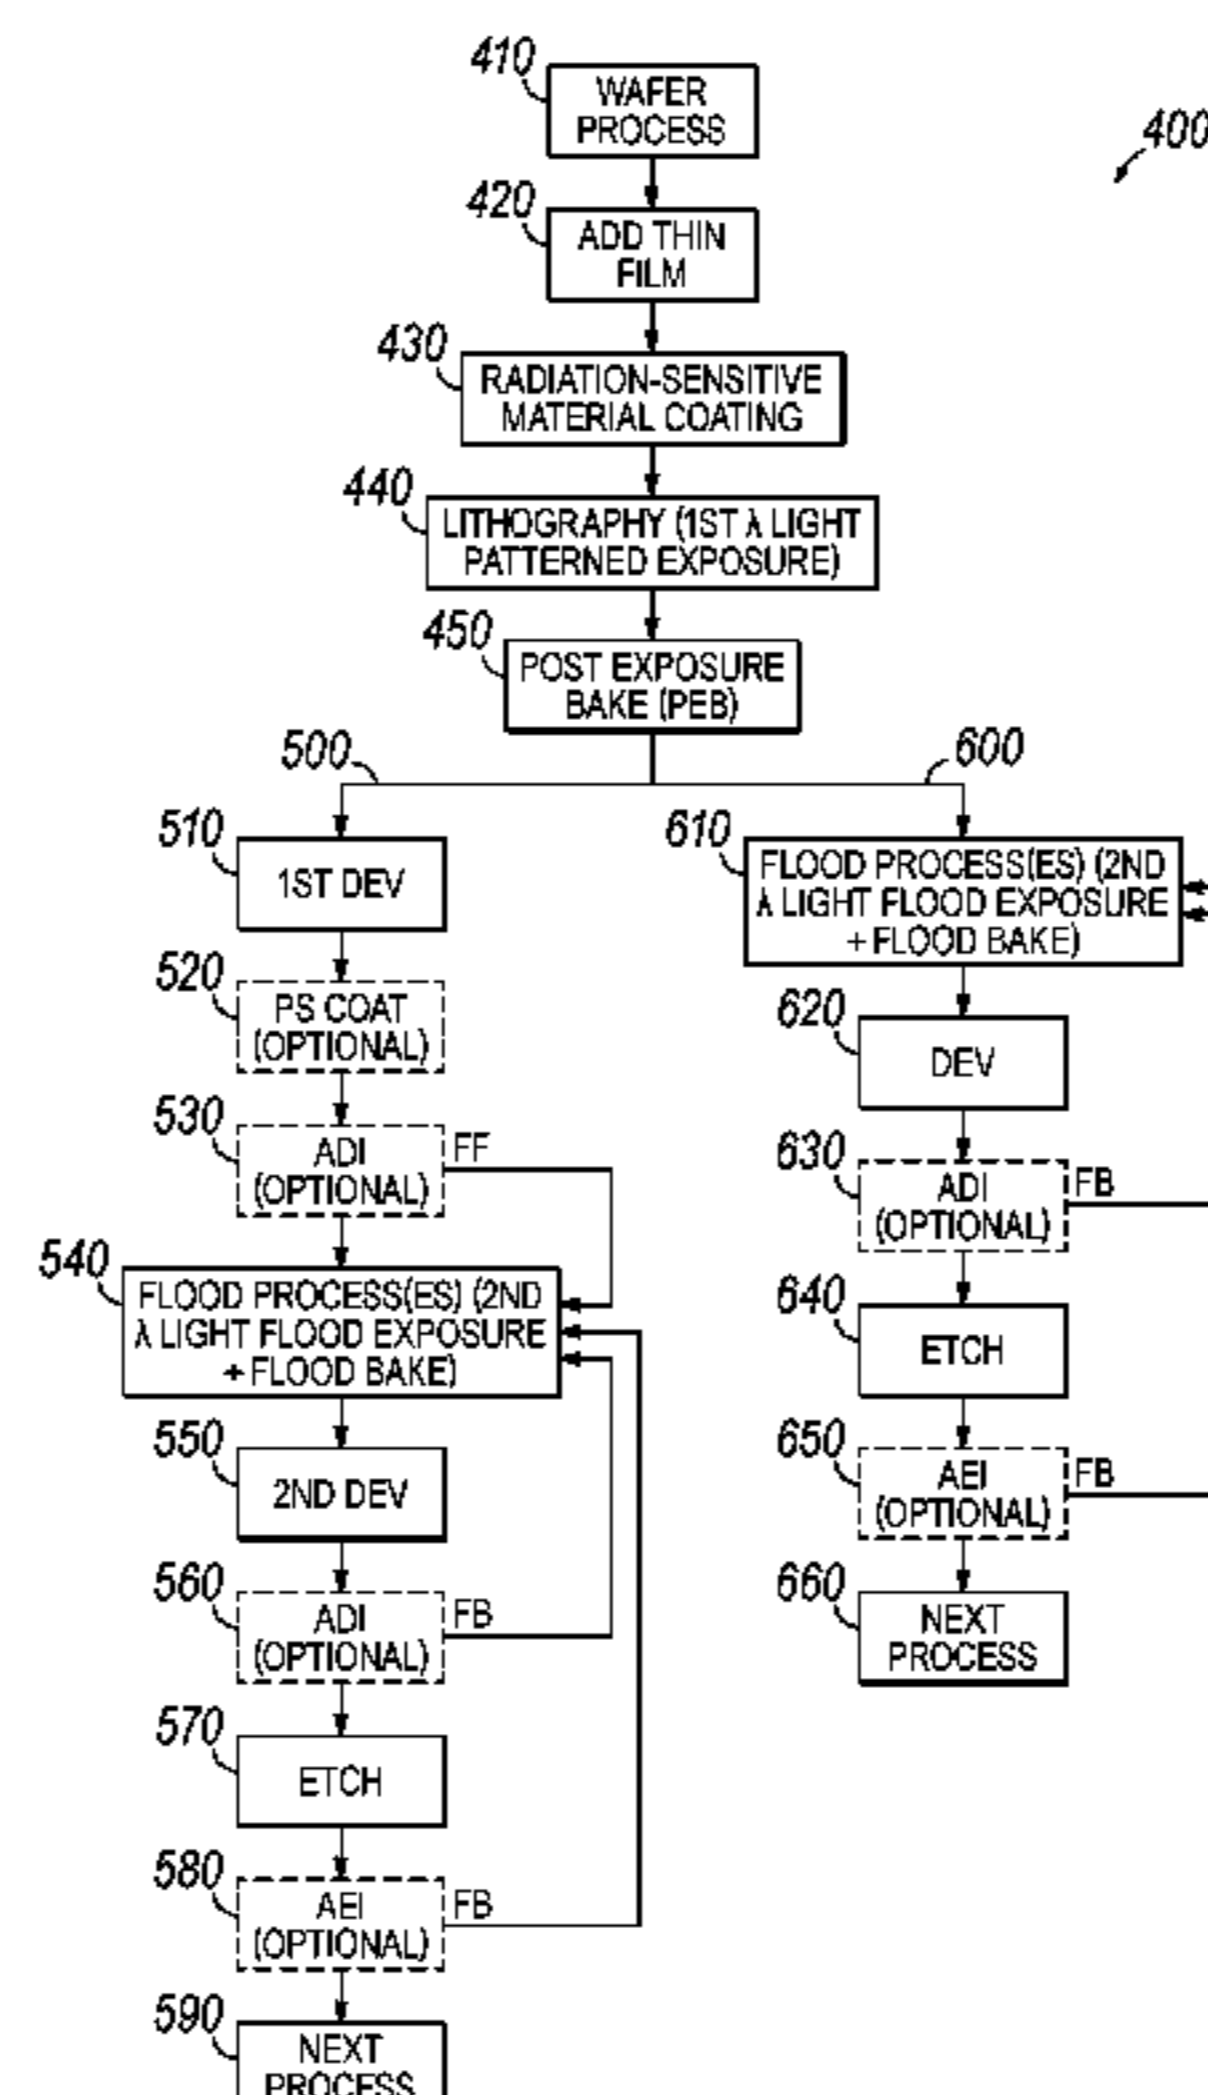 410
WAFER
PROCESS
400
420
ADD THIN
FILM
430
RADIATION-SENSITIVE
MATERIAL COATING
440
LITHOGRAPHY (1ST λ LIGHT
PATTERNED EXPOSURE)
450
POST EXPOSURE
BAKE (PEB)
500
600
510
1ST DEV
520
PS COAT
(OPTIONAL)
530
ADI
(OPTIONAL)
FF
540
FLOOD PROCESS(ES) (2ND
λ LIGHT FLOOD EXPOSURE
+ FLOOD BAKE)
550
2ND DEV
560
ADI
(OPTIONAL)
FB
570
ETCH
580
AEI
(OPTIONAL)
FB
590
NEXT
PROCESS
610
FLOOD PROCESS(ES) (2ND
λ LIGHT FLOOD EXPOSURE
+ FLOOD BAKE)
620
DEV
630
ADI
(OPTIONAL)
FB
640
ETCH
650
AEI
(OPTIONAL)
FB
660
NEXT
PROCESS